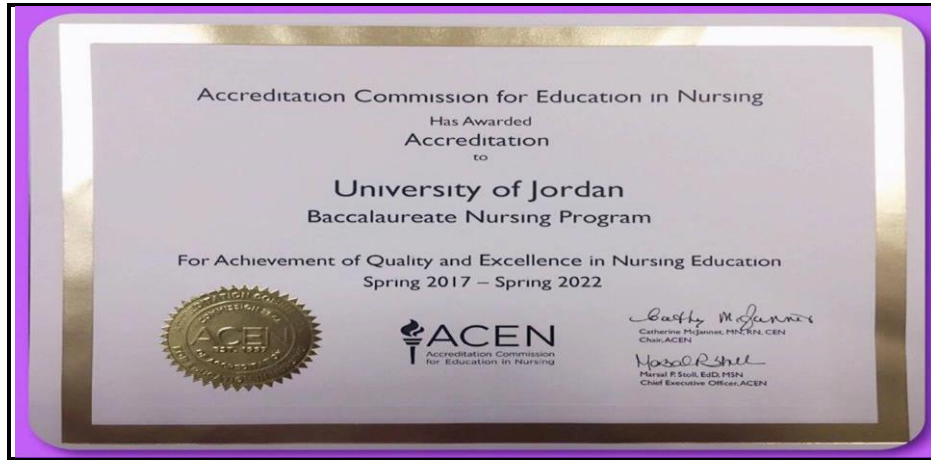 Accreditation Commission for Education in Nursing
Has Awarded
Accreditation
to
University of Jordan
Baccalaureate Nursing Program
For Achievement of Quality and Excellence in Nursing Education
Spring 2017 – Spring 2022
ACEN
ACEN
Accreditation Commission
for Education in Nursing
Catherine McJannet, MN, RN, CEN
Chair, ACEN
Marsal P. Stoll, EdD, MSN
Chief Executive Officer, ACEN